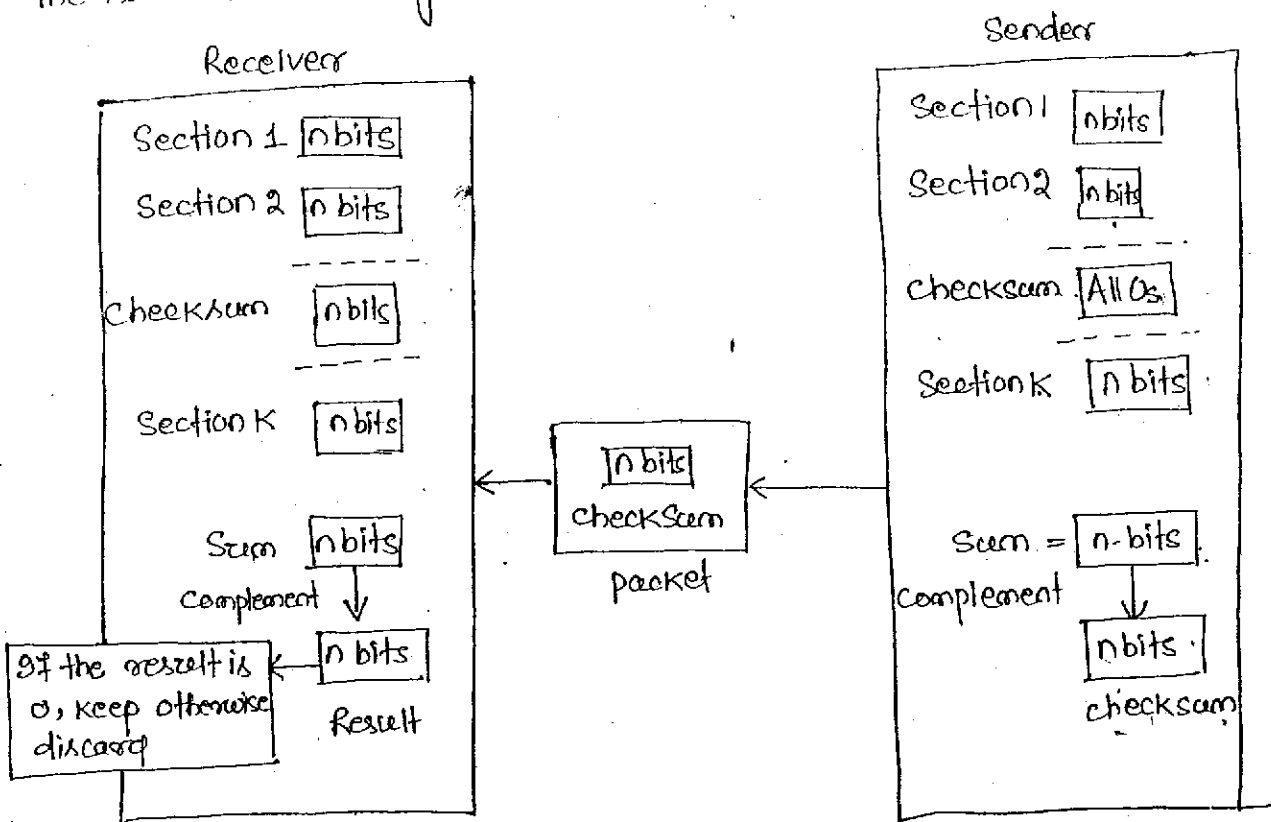 Receiver
Section 1 n bits
Section 2 n bits
checksum n bits
Section K n bits
Sum n bits
complement
n bits
Result
If the result is
0, keep otherwise
discard
n bits
checksum
packet
Sender
Section 1 n bits
Section 2 n bits
checksum All 0s
Section K n bits
Sum = n-bits
complement
n bits
checksum